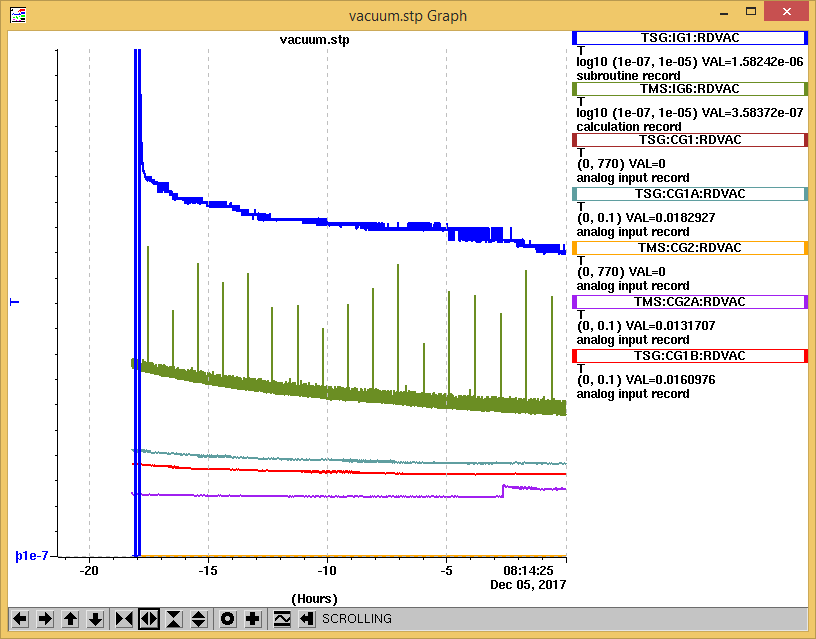 vacuum.stp Graph
vacuum.stp
T
1e-7
-20
-15
-10
-5
08:14:25
Dec 05, 2017
(Hours)
TSG:IG1:RDVAC
T
log10 (1e-07, 1e-05) VAL=1.58242e-06
subroutine record
TMS:IG6:RDVAC
T
log10 (1e-07, 1e-05) VAL=3.58372e-07
calculation record
TSG:CG1:RDVAC
T
(0, 770) VAL=0
analog input record
TSG:CG1A:RDVAC
T
(0, 0.1) VAL=0.0182927
analog input record
TMS:CG2:RDVAC
T
(0, 770) VAL=0
analog input record
TMS:CG2A:RDVAC
T
(0, 0.1) VAL=0.0131707
analog input record
TSG:CG1B:RDVAC
T
(0, 0.1) VAL=0.0160976
analog input record
SCROLLING